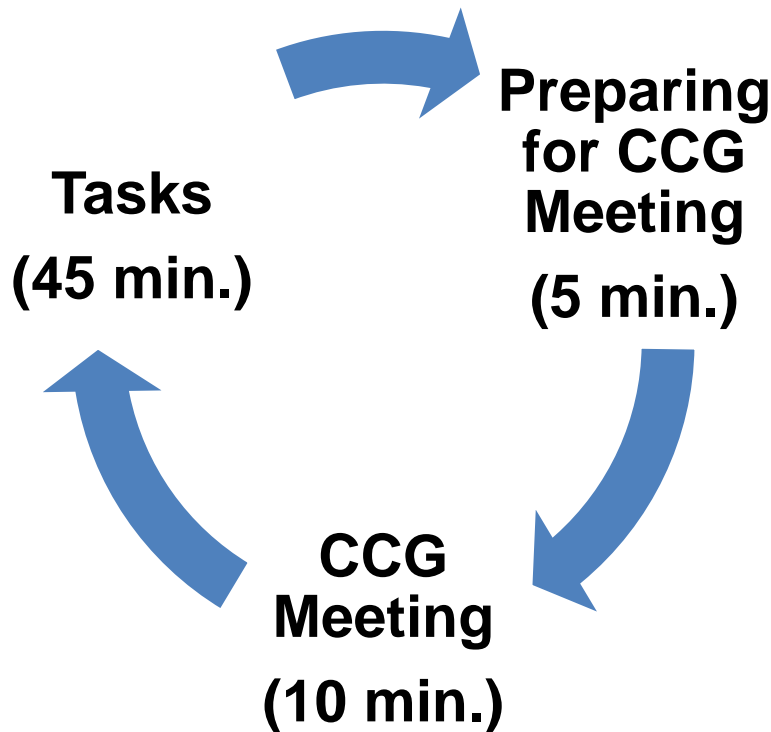 Preparing
for CCG
Meeting
(5 min.)
Tasks
(45 min.)
CCG
Meeting
(10 min.)